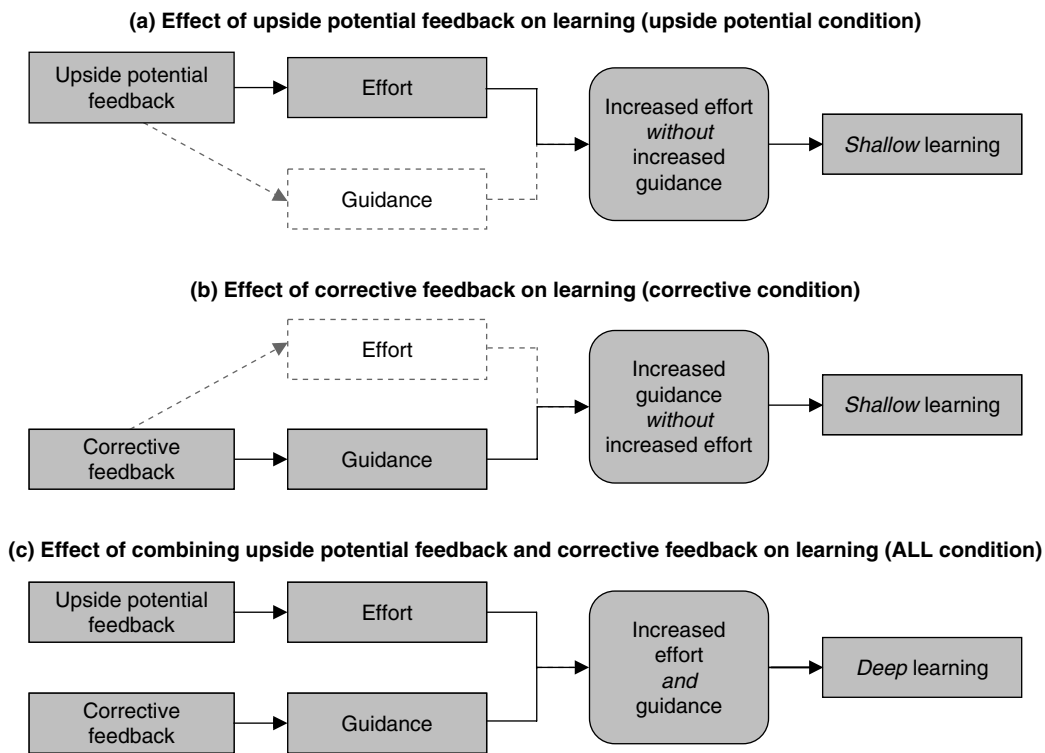 (a) Effect of upside potential feedback on learning (upside potential condition)
Upside potential
feedback
Effort
Guidance
Increased effort
without
increased
guidance
Shallow learning
(b) Effect of corrective feedback on learning (corrective condition)
Effort
Corrective
feedback
Guidance
Increased
guidance
without
increased effort
Shallow learning
(c) Effect of combining upside potential feedback and corrective feedback on learning (ALL condition)
Upside potential
feedback
Effort
Corrective
feedback
Guidance
Increased
effort
and
guidance
Deep learning